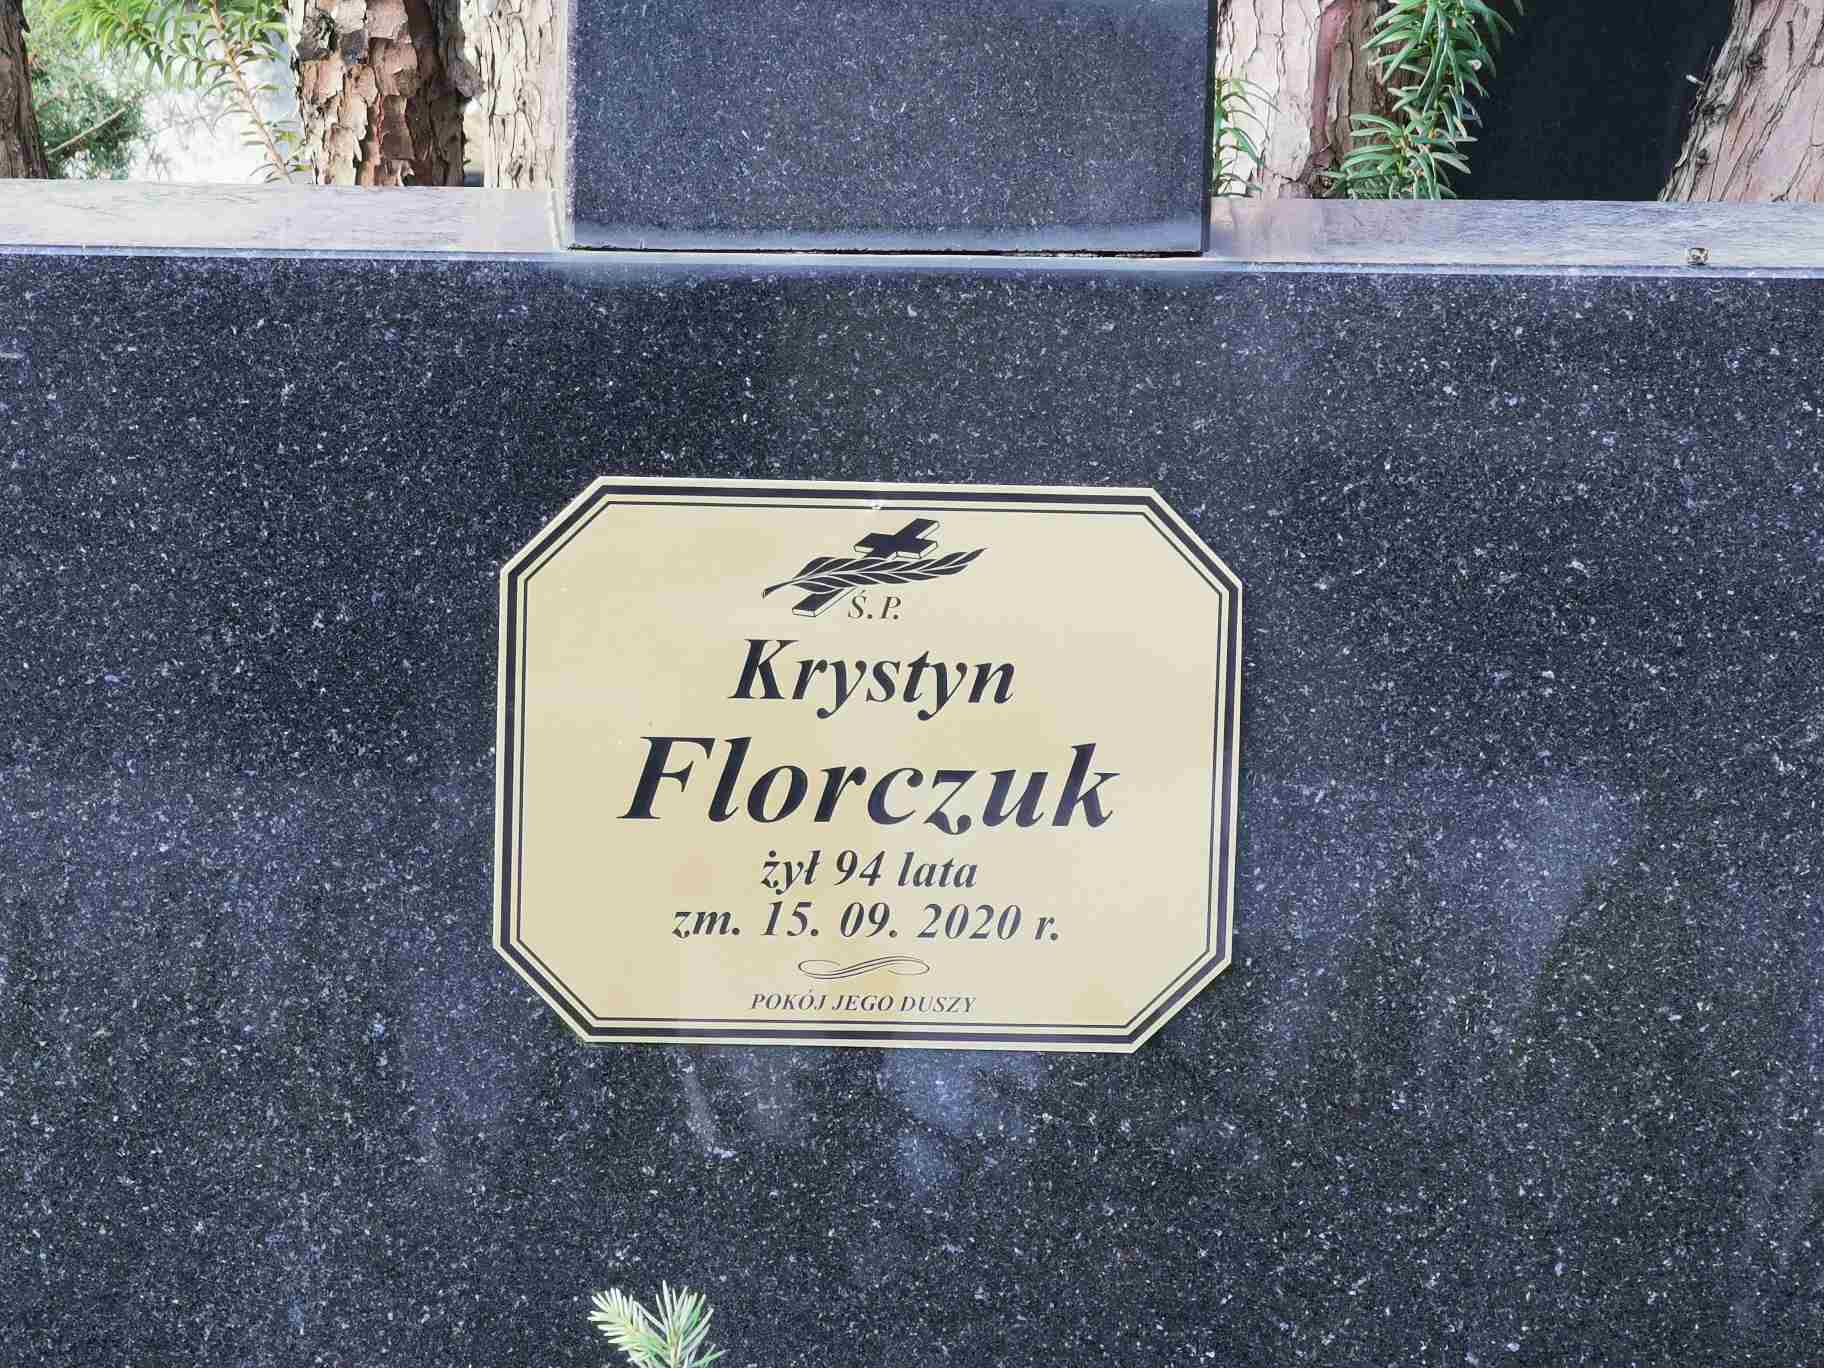 Ś.P.
Krystyn
Florczuk
żył 94 lata
zm. 15. 09. 2020 r.
POKÓJ JEGO DUSZY